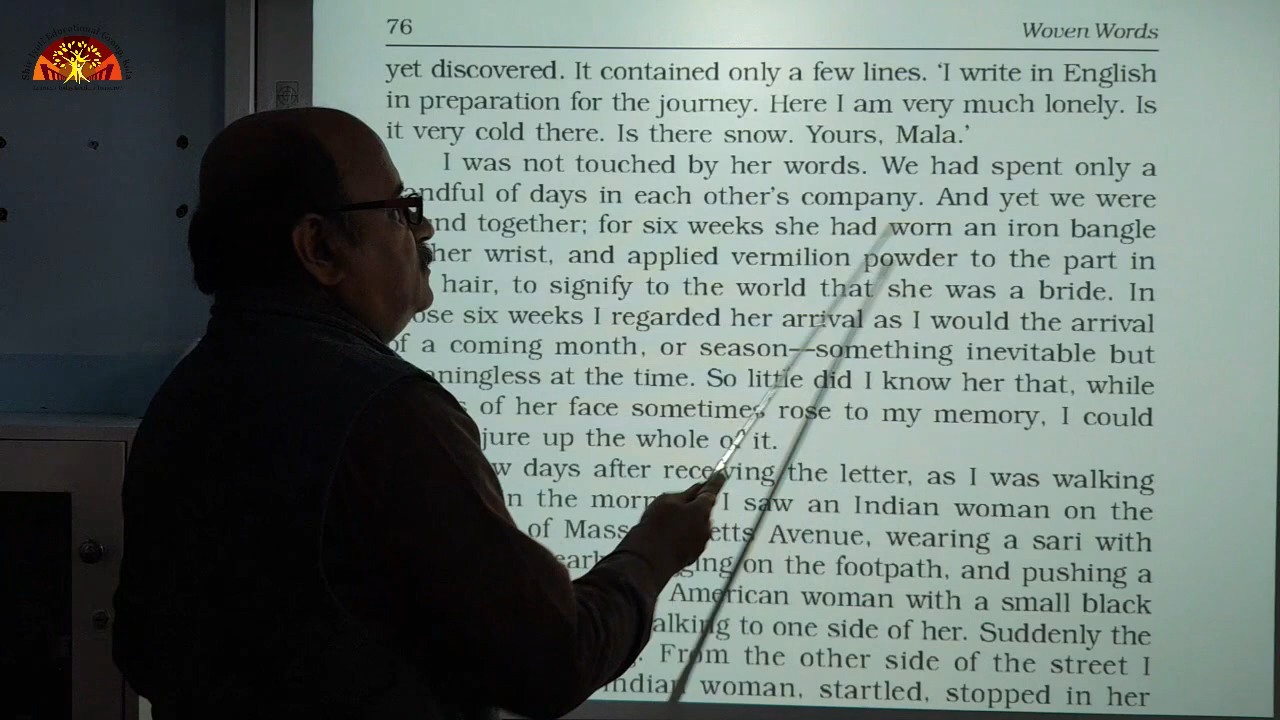 Shiv Jyoti Educational Group, Kota
76
Woven Words
yet discovered. It contained only a few lines. 'I write in English
in preparation for the journey. Here I am very much lonely. Is
it very cold there. Is there snow. Yours, Mala.'
I was not touched by her words. We had spent only a
andful of days in each other's company. And yet we were
nd together; for six weeks she had worn an iron bangle
her wrist, and applied vermilion powder to the part in
hair, to signify to the world that she was a bride. In
ose six weeks I regarded her arrival as I would the arrival
of a coming month, or season—something inevitable but
aningless at the time. So little did I know her that, while
s of her face sometimes rose to my memory, I could
jure up the whole of it.
w days after receiving the letter, as I was walking
n the morn I saw an Indian woman on the
of Mass etts Avenue, wearing a sari with
earl gging on the footpath, and pushing a
American woman with a small black
alking to one side of her. Suddenly the
g. From the other side of the street I
Indian woman, startled, stopped in her